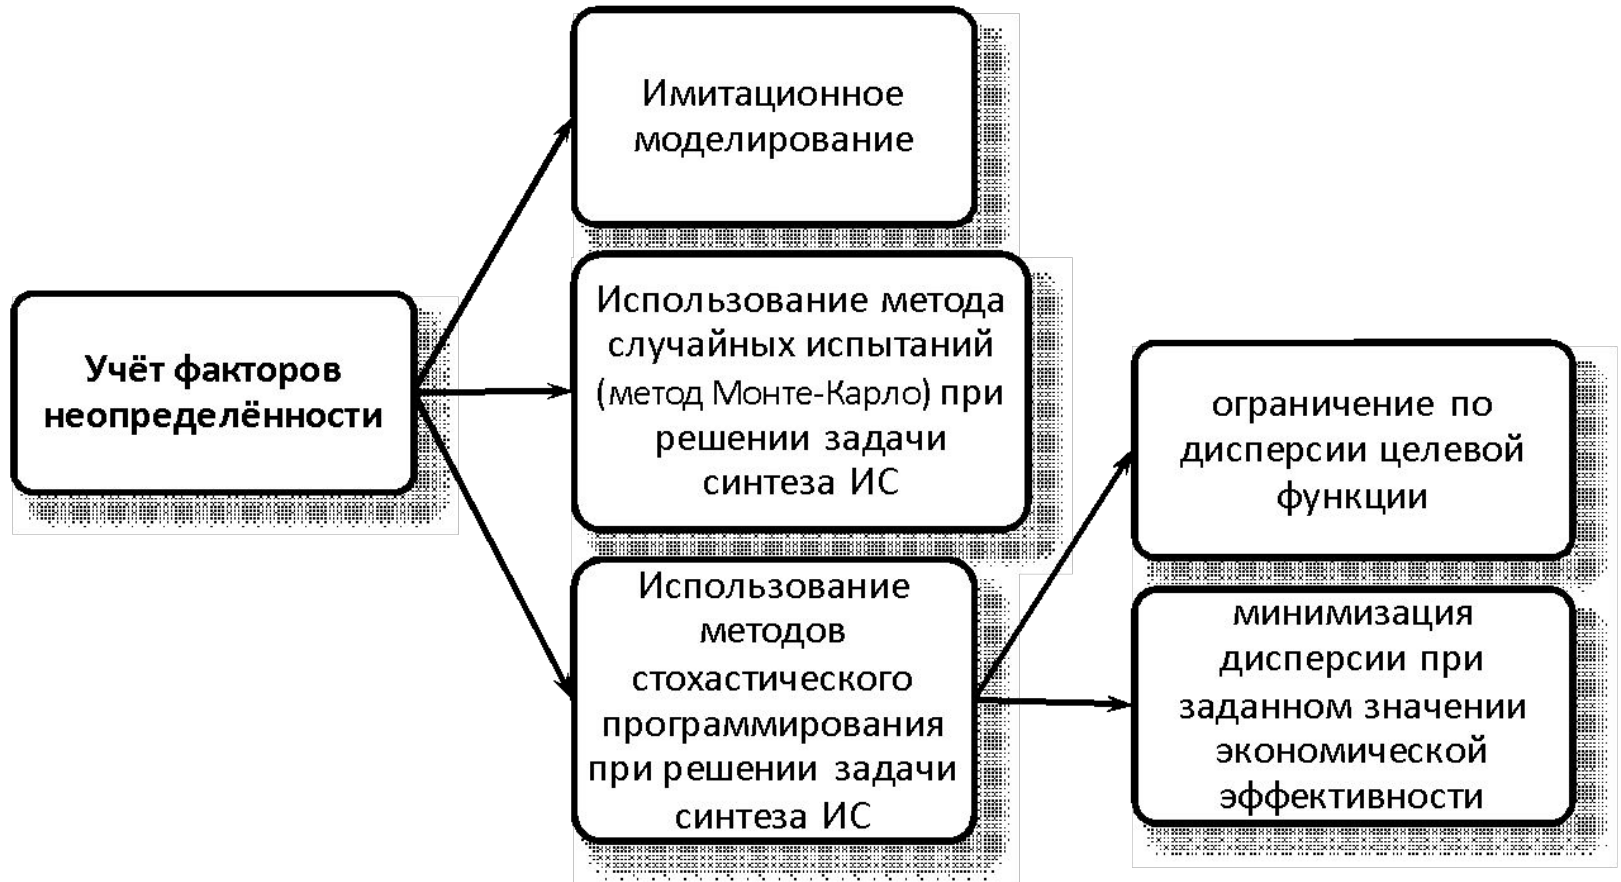 Имитационное
моделирование
Учёт факторов
неопределённости
Использование метода
случайных испытаний
(метод Монте-Карло) при
решении задачи
синтеза ИС
Использование
методов
стохастического
программирования
при решении задачи
синтеза ИС
ограничение по
дисперсии целевой
функции
минимизация
дисперсии при
заданном значении
экономической
эффективности